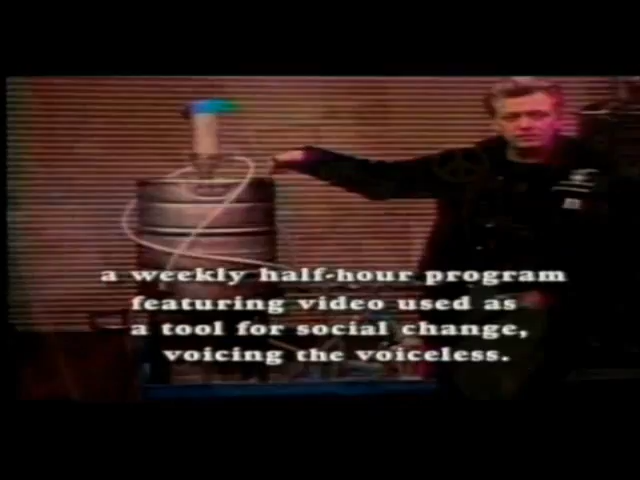 a weekly half-hour program
featuring video used as
a tool for social change,
voicing the voiceless.